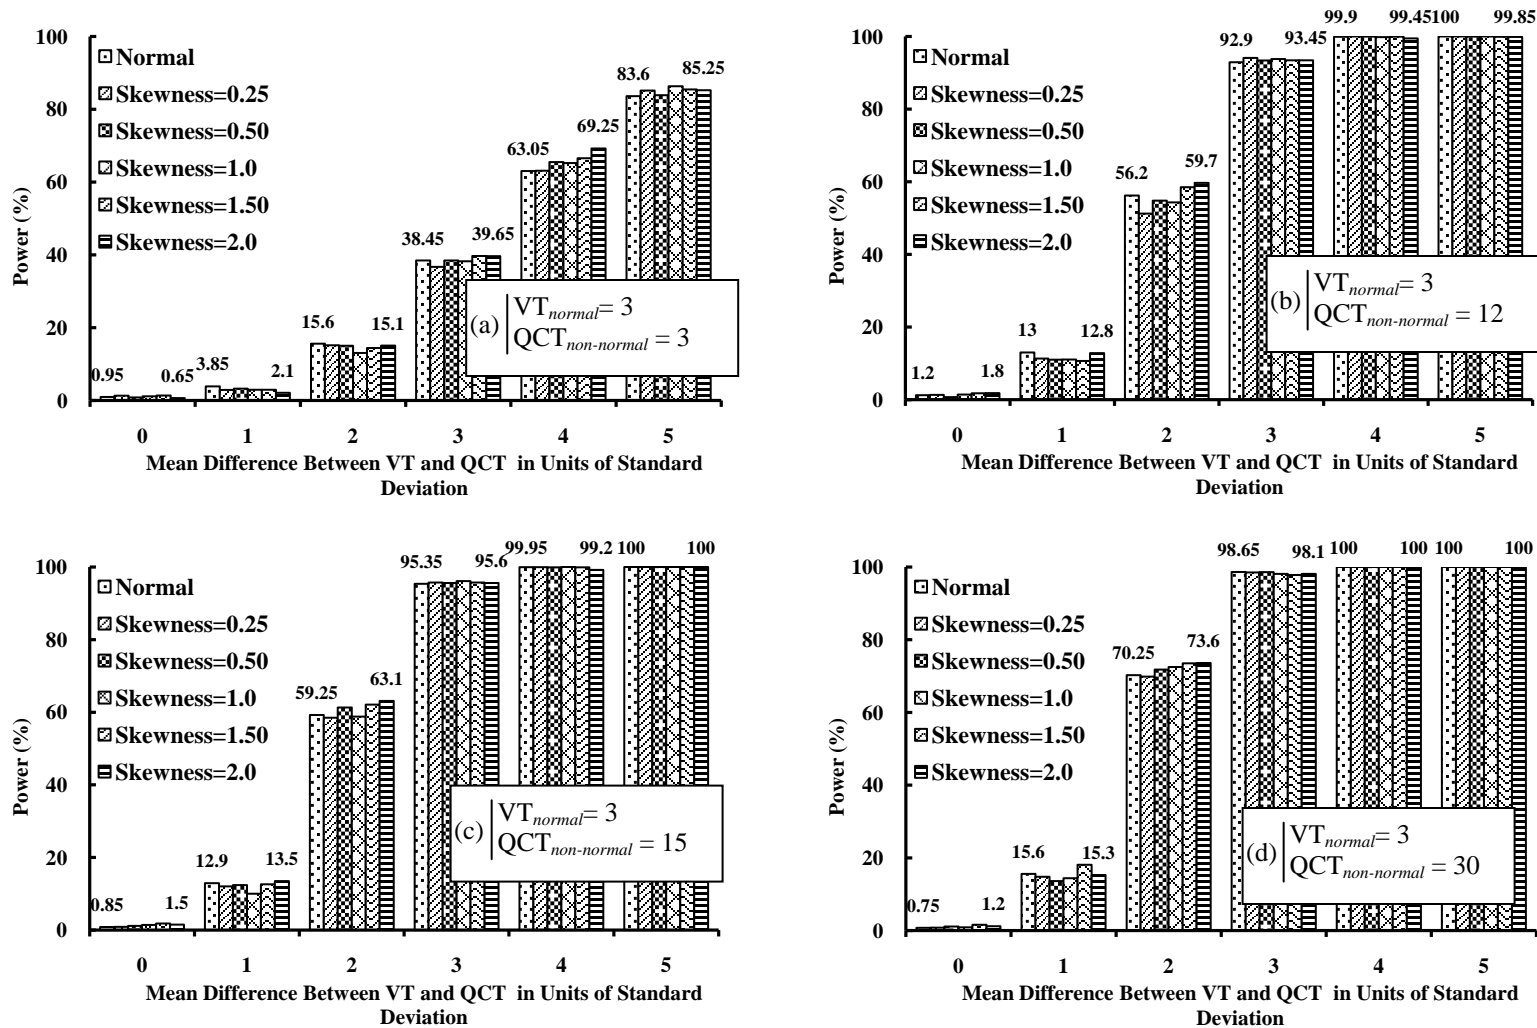 100
80
60
40
20
0
Power (%)
Normal
Skewness=0.25
Skewness=0.50
Skewness=1.0
Skewness=1.50
Skewness=2.0
0.95 0.65
3.85 2.1
15.6 15.1
38.45 39.65
63.05 69.25
83.6 85.25
(a) VTnormal= 3
QCTnon-normal = 3
0 1 2 3 4 5
Mean Difference Between VT and QCT in Units of Standard
Deviation
100
80
60
40
20
0
Power (%)
Normal
Skewness=0.25
Skewness=0.50
Skewness=1.0
Skewness=1.50
Skewness=2.0
1.2 1.8
13 12.8
56.2 59.7
92.9 93.45
99.9 99.45
100 99.85
(b) VTnormal= 3
QCTnon-normal = 12
0 1 2 3 4 5
Mean Difference Between VT and QCT in Units of Standard
Deviation
100
80
60
40
20
0
Power (%)
Normal
Skewness=0.25
Skewness=0.50
Skewness=1.0
Skewness=1.50
Skewness=2.0
0.85 1.5
12.9 13.5
59.25 63.1
95.35 95.6
99.95 99.2
100 100
(c) VTnormal= 3
QCTnon-normal = 15
0 1 2 3 4 5
Mean Difference Between VT and QCT in Units of Standard
Deviation
100
80
60
40
20
0
Power (%)
Normal
Skewness=0.25
Skewness=0.50
Skewness=1.0
Skewness=1.50
Skewness=2.0
0.75 1.2
15.6 15.3
70.25 73.6
98.65 98.1
100 100
100 100
(d) VTnormal= 3
QCTnon-normal = 30
0 1 2 3 4 5
Mean Difference Between VT and QCT in Units of Standard
Deviation